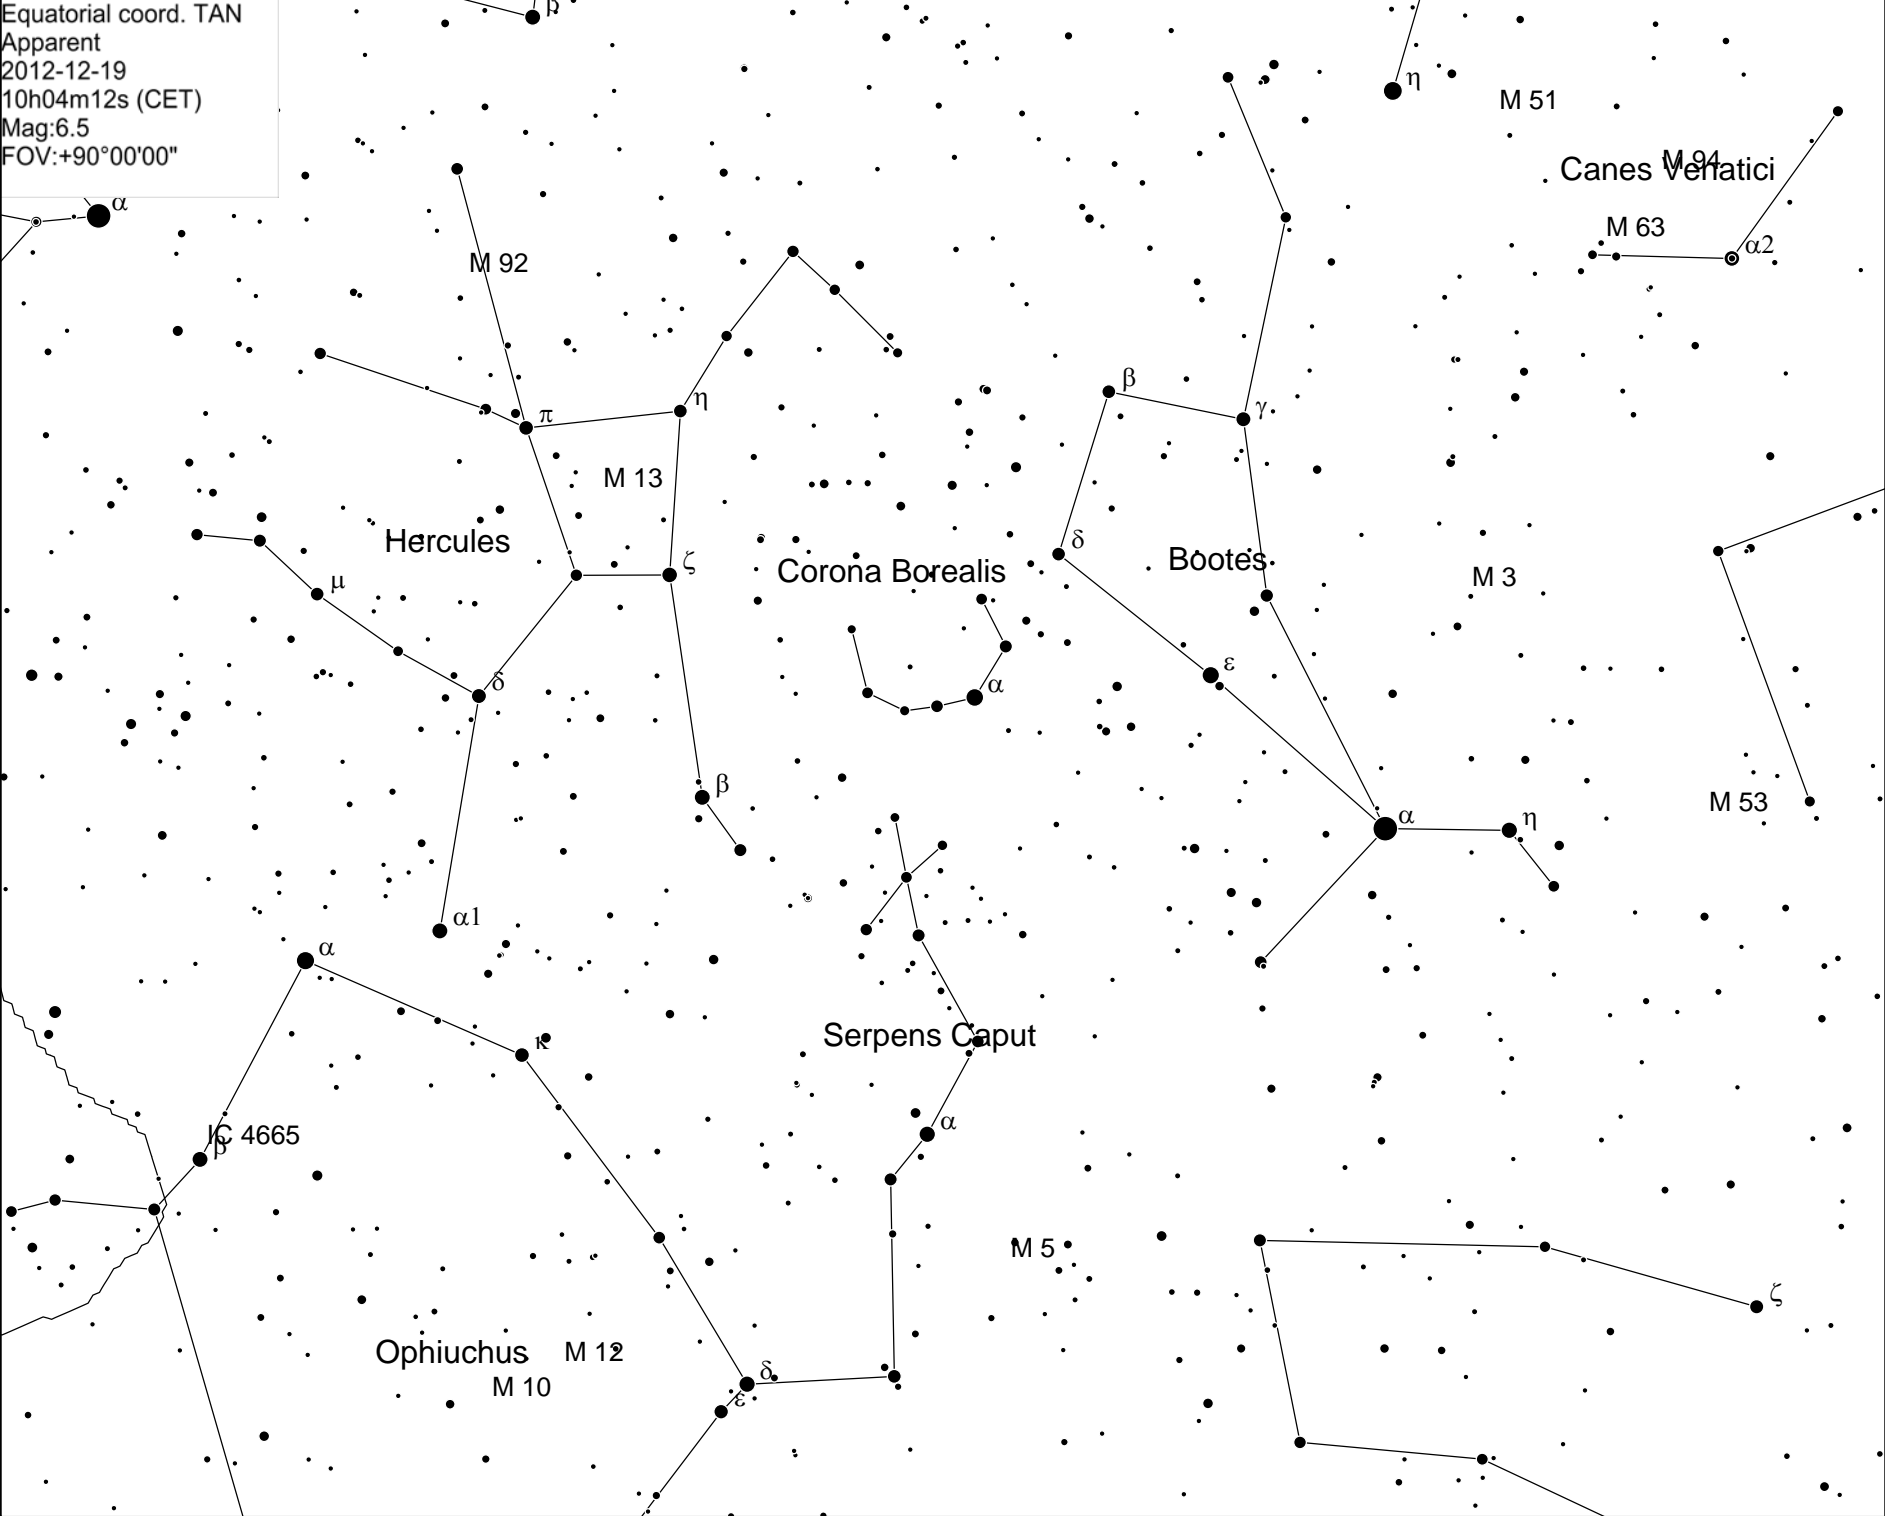 Equatorial coord. TAN
Apparent
2012-12-19
10h04m12s (CET)
Mag:6.5
FOV:+90°00'00"
β
η
M 51
M 94
Canes Venatici
α
M 63
α2
M 92
β
η
γ
π
M 13
Hercules
ζ
δ
Corona Borealis
Bootes
M 3
μ
ε
δ
α
β
M 53
α
η
α1
α
Serpens Caput
κ
α
IC 4665
β
M 5
ζ
Ophiuchus
M 12
δ
M 10
ε